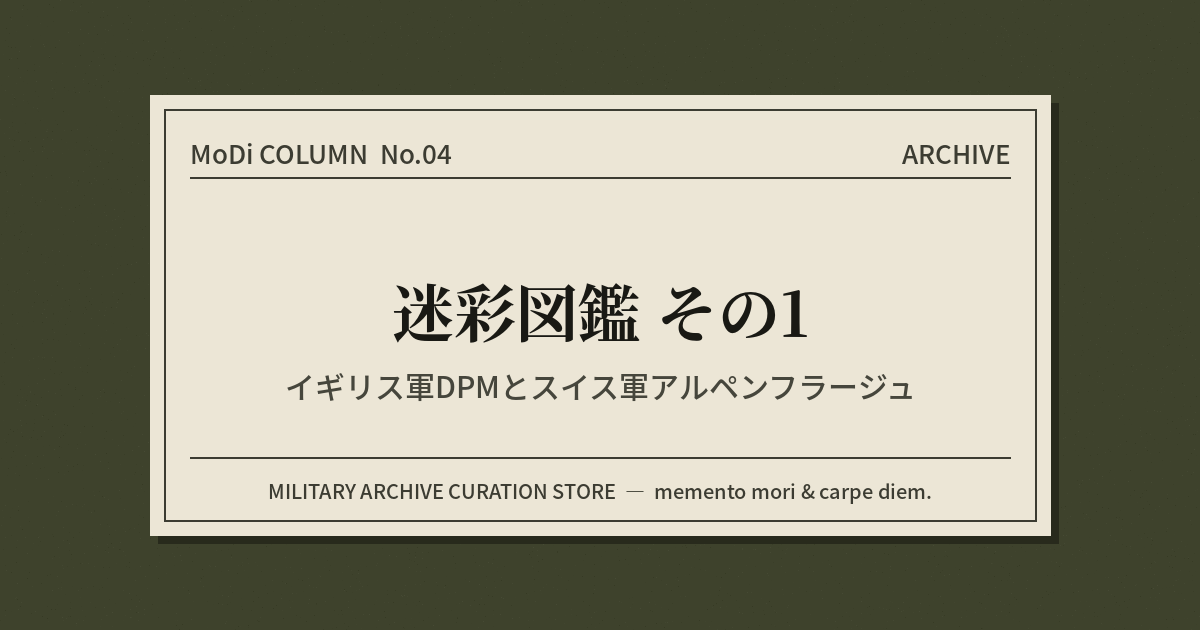 MoDi COLUMN No.04
ARCHIVE
迷彩図鑑 その1
イギリス軍DPMとスイス軍アルペンフラージュ
MILITARY ARCHIVE CURATION STORE — memento mori & carpe diem.